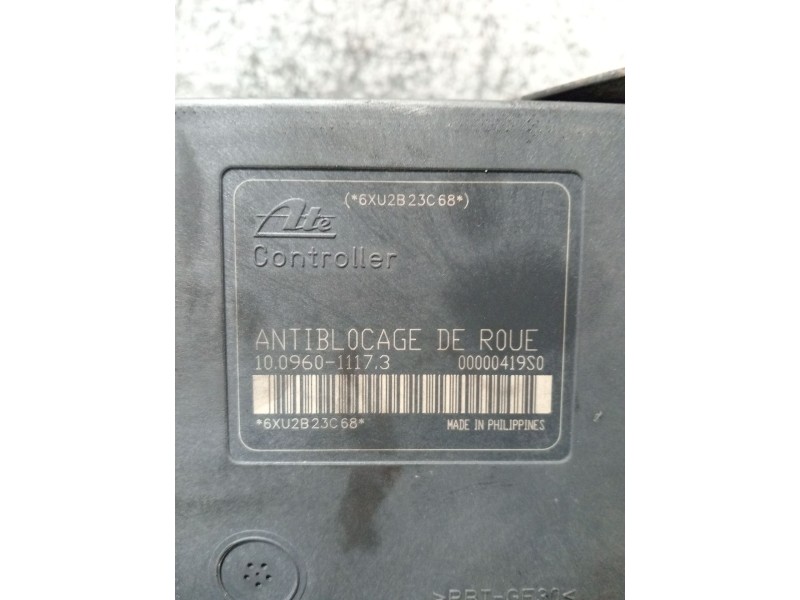 (*6XU2B23C68*)
Ate
Controller
ANTIBLOCAGE DE ROUE
10.0960-1117.3 00000419S0
*6XU2B23C68* MADE IN PHILIPPINES